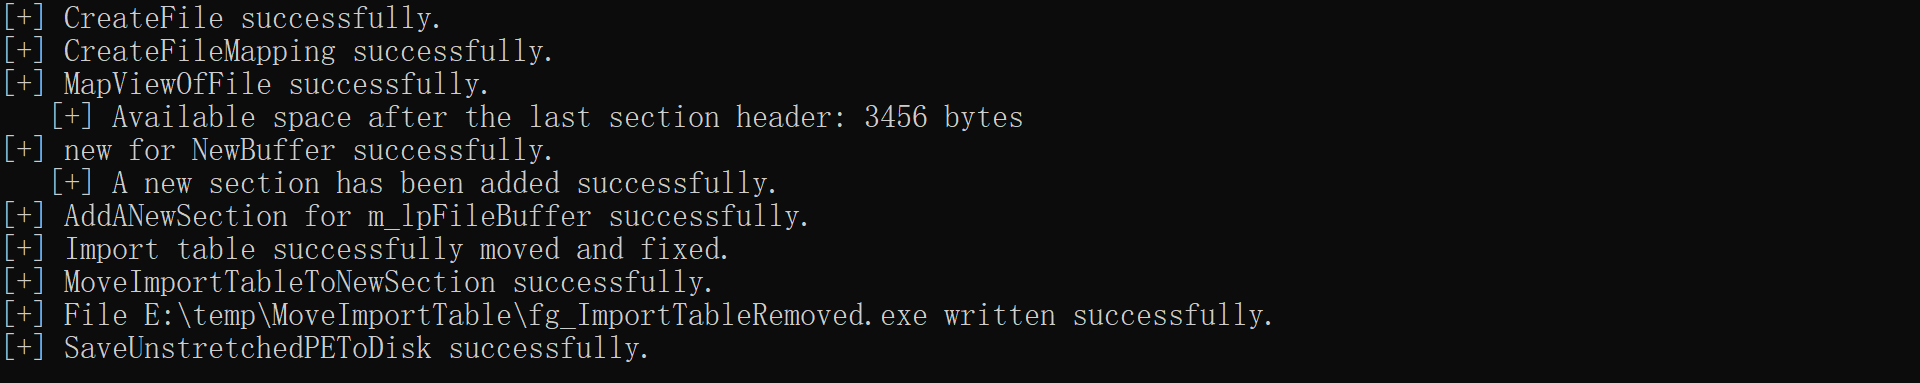 [+] CreateFile successfully.
[+] CreateFileMapping successfully.
[+] MapViewOfFile successfully.
[+] Available space after the last section header: 3456 bytes
[+] new for NewBuffer successfully.
[+] A new section has been added successfully.
[+] AddANewSection for m_lpFileBuffer successfully.
[+] Import table successfully moved and fixed.
[+] MoveImportTableToNewSection successfully.
[+] File E:\temp\MoveImportTable\fg_ImportTableRemoved.exe written successfully.
[+] SaveUnstretchedPEToDisk successfully.